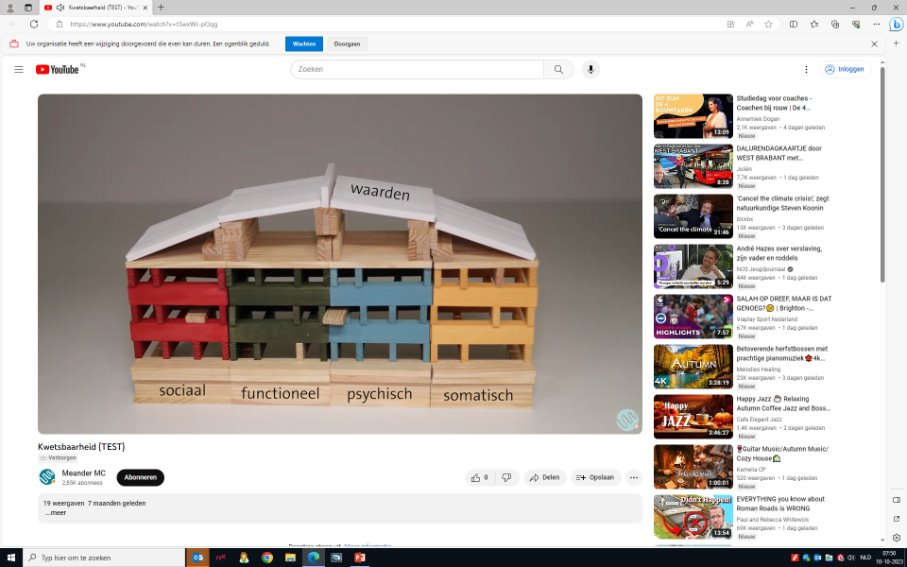 Kwetsbaarheid (TEST) - You
https://www.youtube.com/watch?v=
Uw organisatie heeft een wijziging doorgevoerd die even kan duren. Een ogenblik geduld.
Wachten
Doorgaan
YouTube NL
Zoeken
Inloggen
waarden
sociaal
functioneel
psychisch
somatisch
Kwetsbaarheid (TEST)
Verborgen
Meander MC
2,85K abonnees
Abonneren
0
Delen
Opslaan
19 weergaven 7 maanden geleden
...meer
DIT ZIJN
DE 4
ROUWTAKEN
13:09
Studiedag voor coaches -
Coachen bij rouw | De 4...
Annemiek Dogan
2,1K weergaven • 4 dagen geleden
Nieuw
WEST BRABANT
8:28
DALURENDAGKAARTJE door
WEST BRABANT met...
7,7K weergaven • 1 dag geleden
Nieuw
'Cancel the climate
31:46
'Cancel the climate crisis!', zegt
natuurkundige Steven Koonin
15K weergaven • 3 dagen geleden
Nieuw
5:29
André Hazes over verslaving,
zijn vader en roddels
NOS Jeugdjournaal
44K weergaven • 1 dag geleden
Nieuw
HIGHLIGHTS
7:57
SALAH OP DREEF, MAAR IS DAT
GENOEG? | Brighton -...
Viaplay Sport Nederland
67K weergaven • 1 dag geleden
Nieuw
AUTUMN
4K
3:28:19
Betoverende herfstbossen met
prachtige pianomuziek 4k...
Melodies Healing
23K weergaven • 3 dagen geleden
Nieuw
Happy
JAZZ
3:46:27
Happy Jazz Relaxing
Autumn Coffee Jazz and Boss...
Cafe Elegant Jazz
1,4K weergaven • 2 dagen geleden
Nieuw
1:00:01
Guitar Music/Autumn Music/
Cozy House
Kamelia CP
520 weergaven • 1 dag geleden
Nieuw
Didn't Happen!
13:54
EVERYTHING you know about
Roman Roads is WRONG
Paul and Rebecca Whitewick
69K weergaven • 1 dag geleden
Nieuw
Typ hier om te zoeken
NLD
07:50
10-10-2023